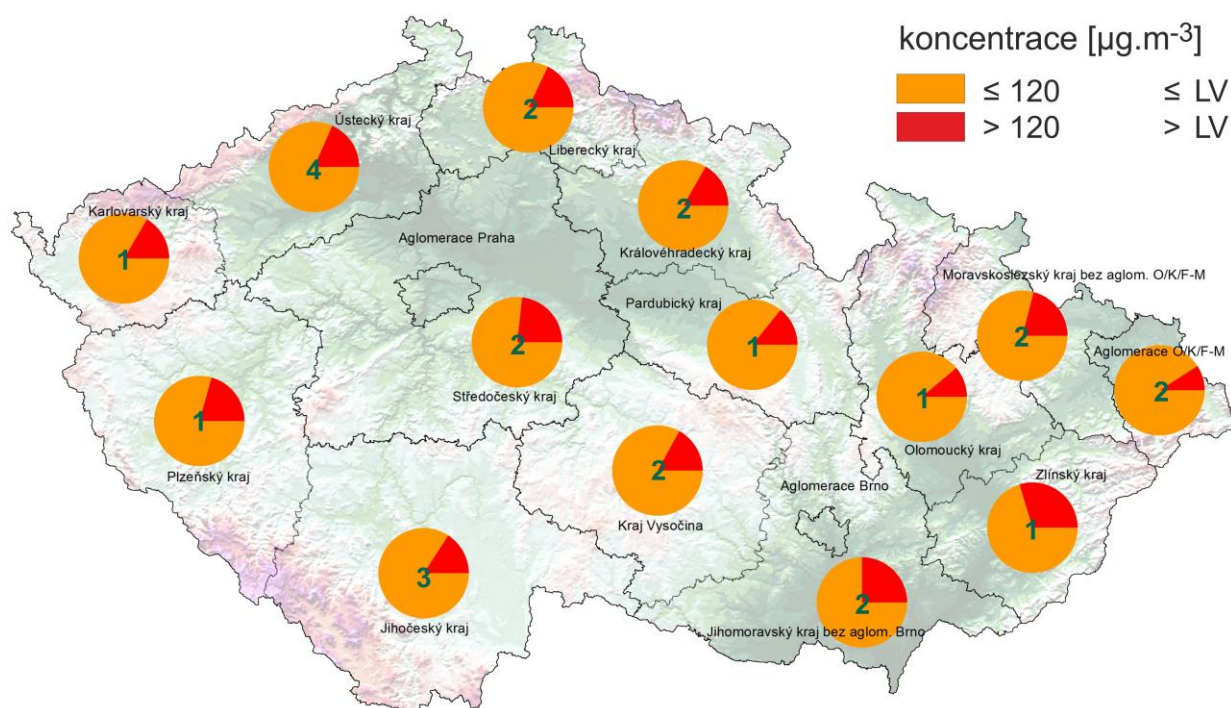 koncentrace [µg.m-3]
≤ 120 ≤ LV
> 120 > LV
2
Ústecký kraj
Liberecký kraj
4
2
Karlovarský kraj
Aglomerace Praha
Královéhradecký kraj
1
Moravskoslezský kraj bez aglom. O/K/F-M
Pardubický kraj
2
2
1
Aglomerace O/K/F-M
Středočeský kraj
1
2
1
Olomoucký kraj
Plzeňský kraj
2
Zlínský kraj
Aglomerace Brno
Kraj Vysočina
1
3
2
Jihočeský kraj
Jihomoravský kraj bez aglom. Brno